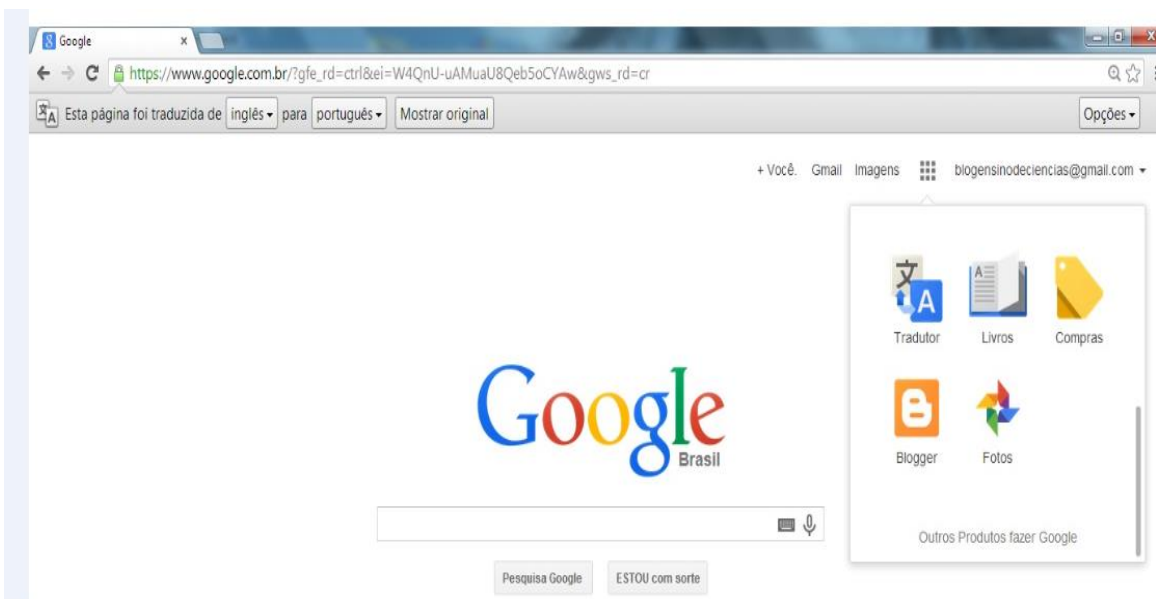 Google
https://www.google.com.br/?gfe_rd=ctrl&ei=W4QnU-uAMuaU8Qeb5oCYAw&gws_rd=cr
Esta página foi traduzida de inglês para português Mostrar original Opções
+ Você. Gmail Imagens blogensinodeciencias@gmail.com
Tradutor Livros Compras
Blogger Fotos
Outros Produtos fazer Google
Google
Brasil
Pesquisa Google ESTOU com sorte